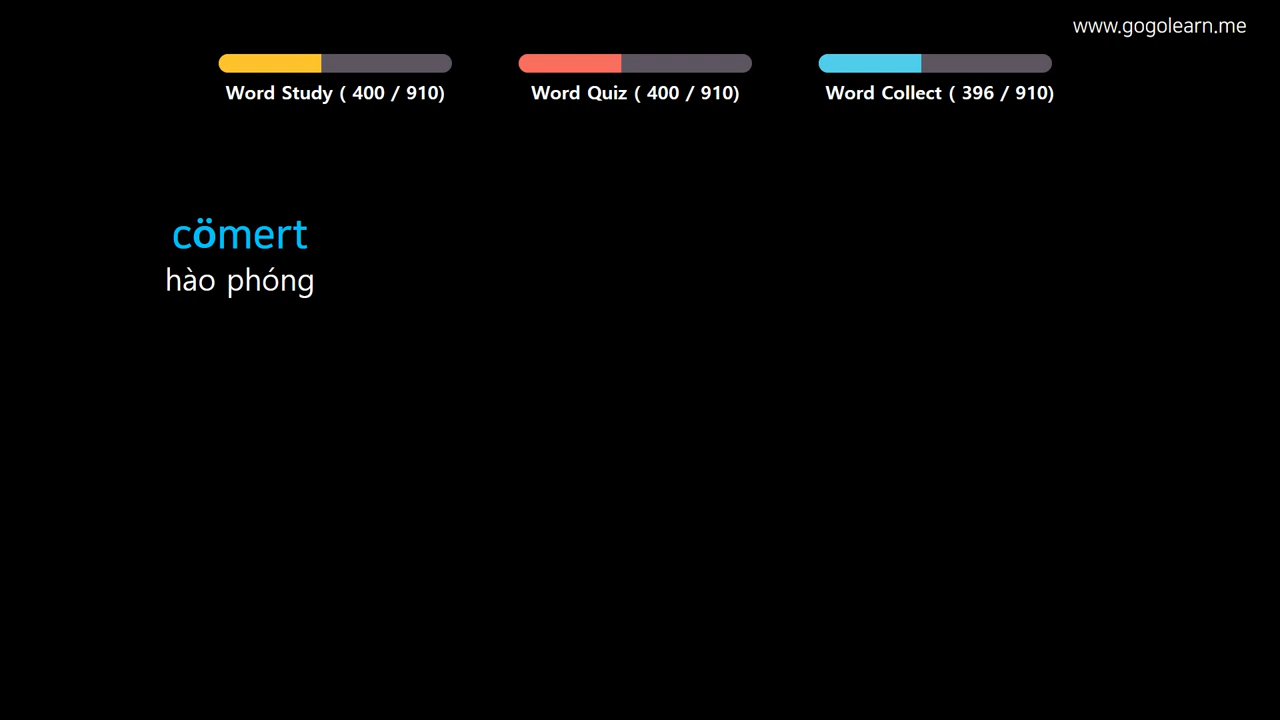 www.gogolearn.me
Word Study ( 400 / 910)
Word Quiz ( 400 / 910)
Word Collect ( 396 / 910)
cömert
hào phóng